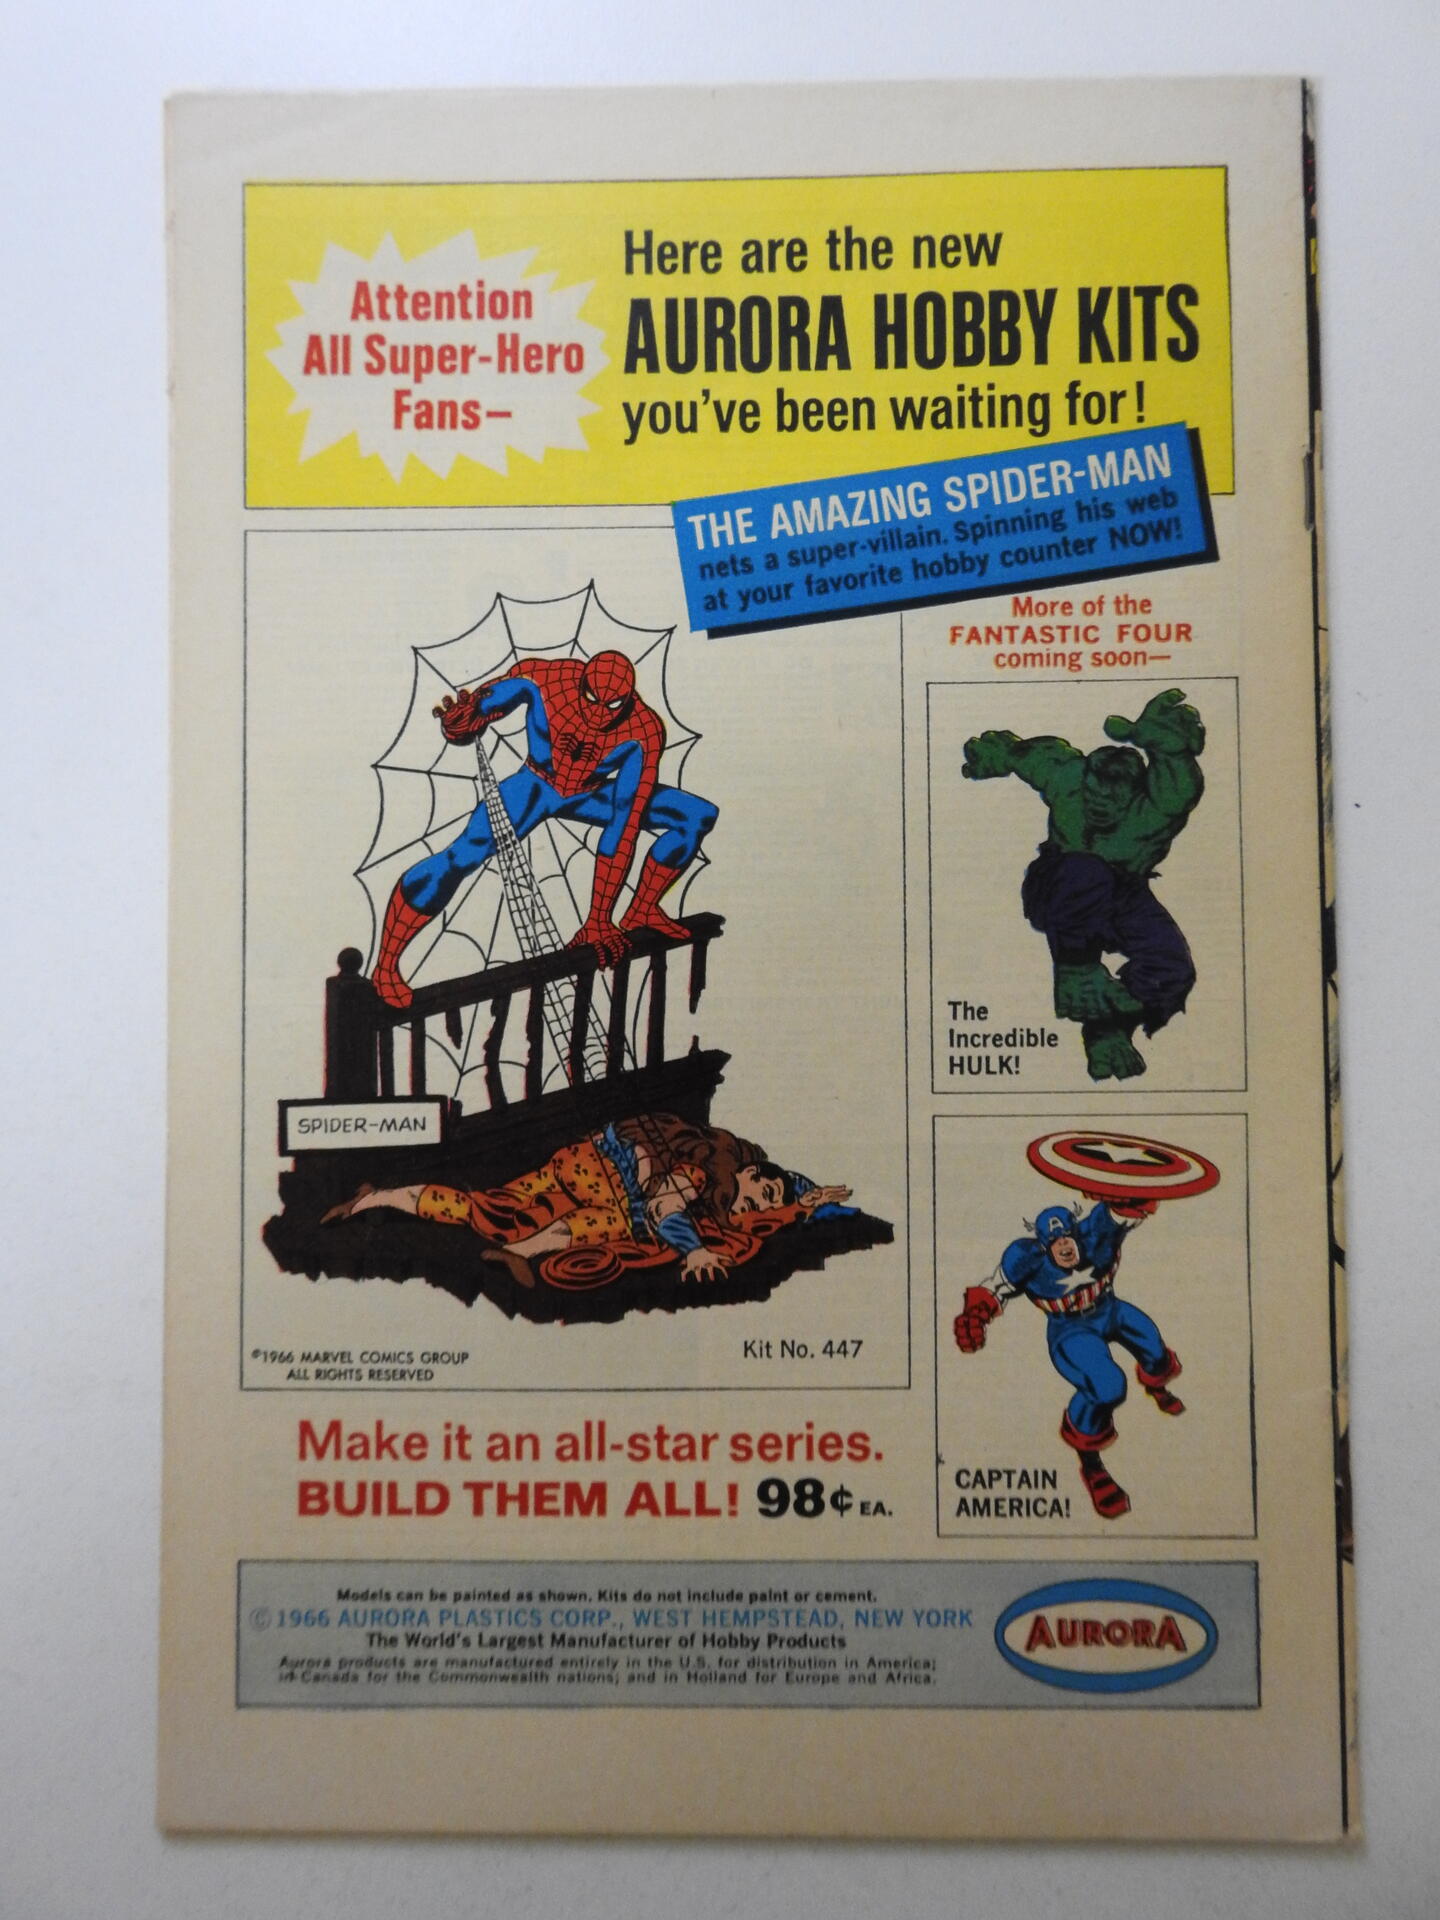 Attention
All Super-Hero
Fans—
Here are the new
AURORA HOBBY KITS
you've been waiting for!
THE AMAZING SPIDER-MAN
nets a super-villain. Spinning his web
at your favorite hobby counter NOW!
More of the
FANTASTIC FOUR
coming soon—
The
Incredible
HULK!
SPIDER-MAN
Kit No. 447
©1966 MARVEL COMICS GROUP
ALL RIGHTS RESERVED
CAPTAIN
AMERICA!
Make it an all-star series.
BUILD THEM ALL! 98¢ EA.
Models can be painted as shown. Kits do not include paint or cement.
© 1966 AURORA PLASTICS CORP., WEST HEMPSTEAD, NEW YORK
The World's Largest Manufacturer of Hobby Products
Aurora products are manufactured entirely in the U.S. for distribution in America;
in Canada for the Commonwealth nations; and in Holland for Europe and Africa.
AURORA